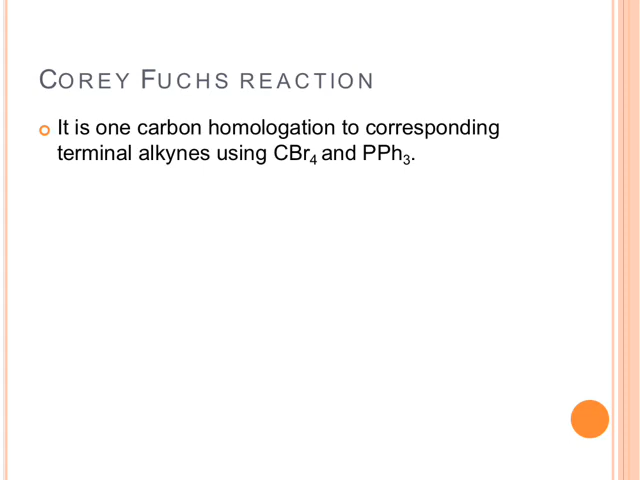 COREY FUCHS REACTION
It is one carbon homologation to corresponding
terminal alkynes using CBr₄ and PPh₃.